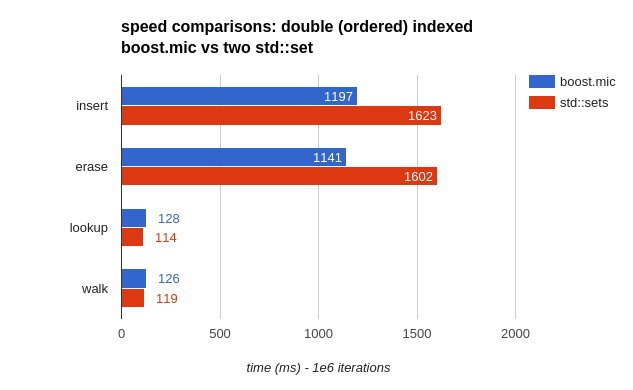 speed comparisons: double (ordered) indexed
boost.mic vs two std::set
boost.mic
std::sets
insert
1197
1623
erase
1141
1602
lookup
128
114
walk
126
119
0 500 1000 1500 2000
time (ms) - 1e6 iterations